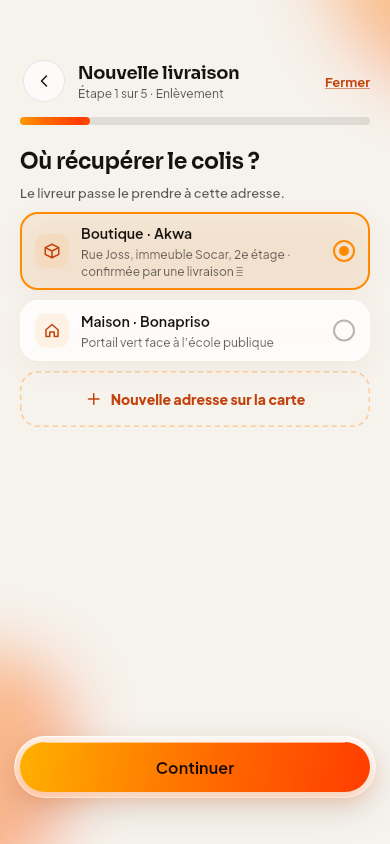 Nouvelle livraison
Étape 1 sur 5 · Enlèvement
Fermer
Où récupérer le colis ?
Le livreur passe le prendre à cette adresse.
Boutique · Akwa
Rue Joss, immeuble Socar, 2e étage ·
confirmée par une livraison
Maison · Bonapriso
Portail vert face à l'école publique
Nouvelle adresse sur la carte
Continuer